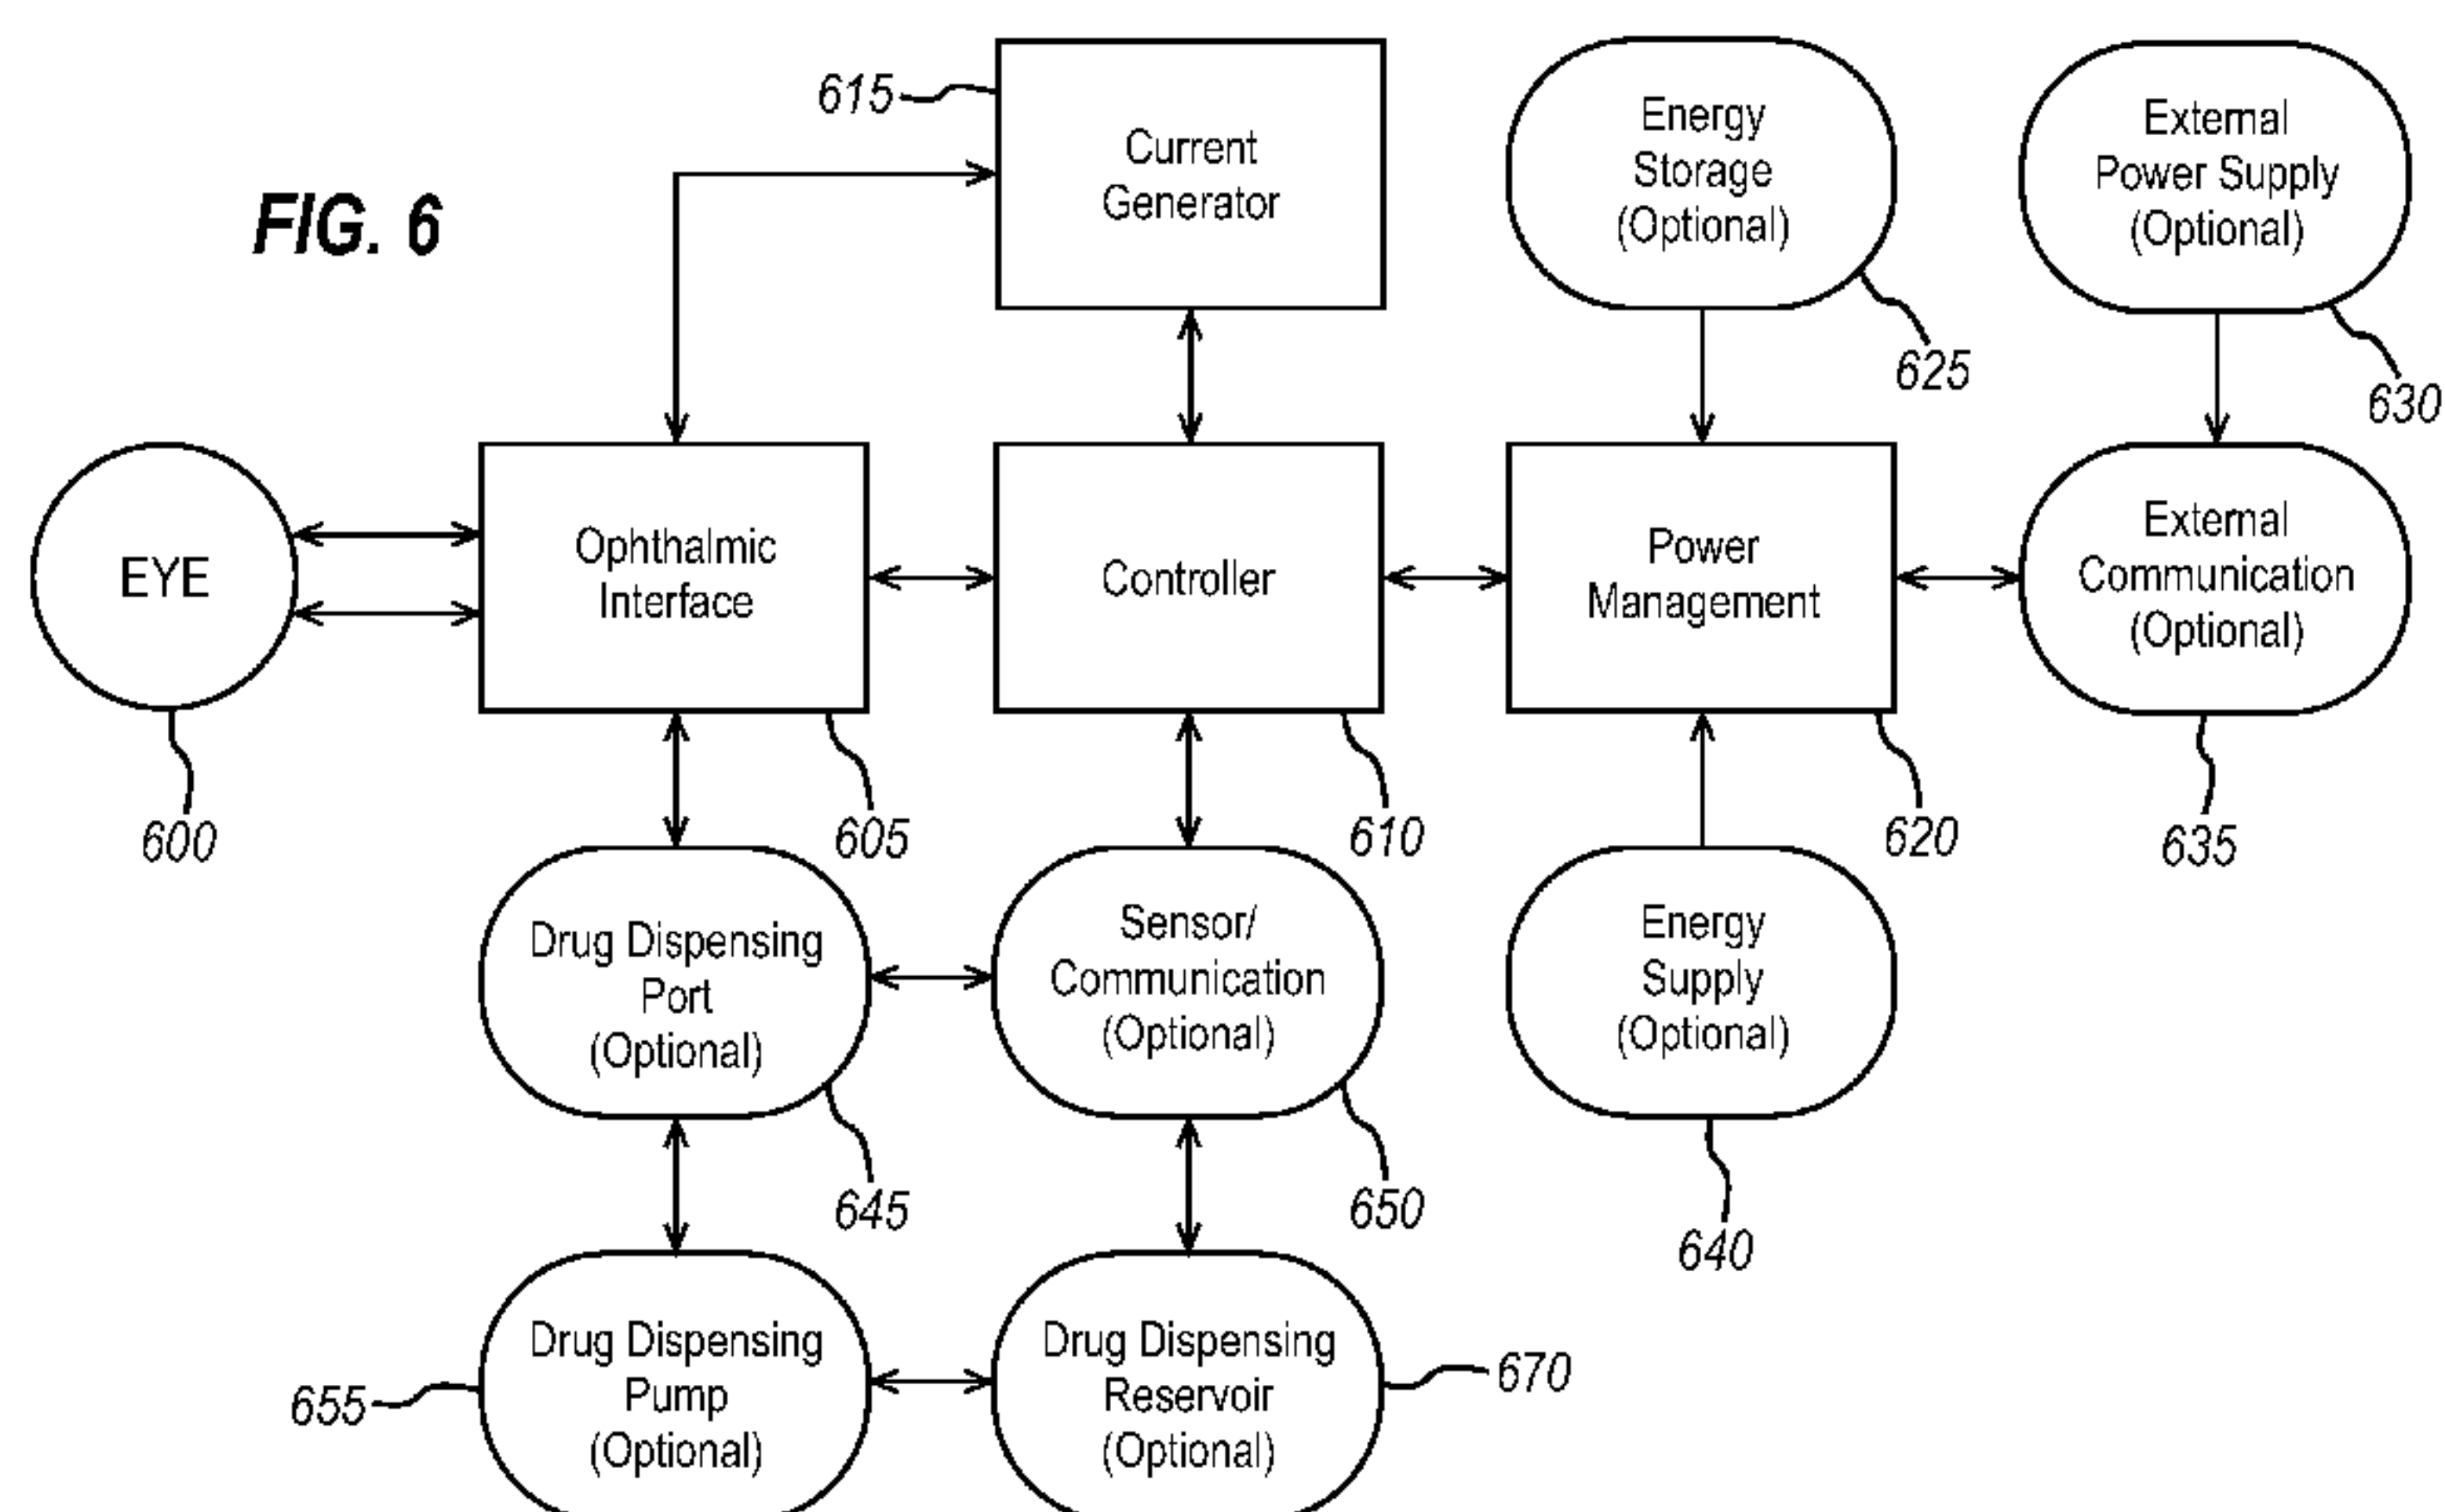 FIG. 6
615
Current
Generator
Energy
Storage
(Optional)
625
External
Power Supply
(Optional)
630
EYE
600
Ophthalmic
Interface
605
Controller
610
Power
Management
620
External
Communication
(Optional)
635
Drug Dispensing
Port
(Optional)
645
Sensor/
Communication
(Optional)
650
Energy
Supply
(Optional)
640
655
Drug Dispensing
Pump
(Optional)
Drug Dispensing
Reservoir
(Optional)
670